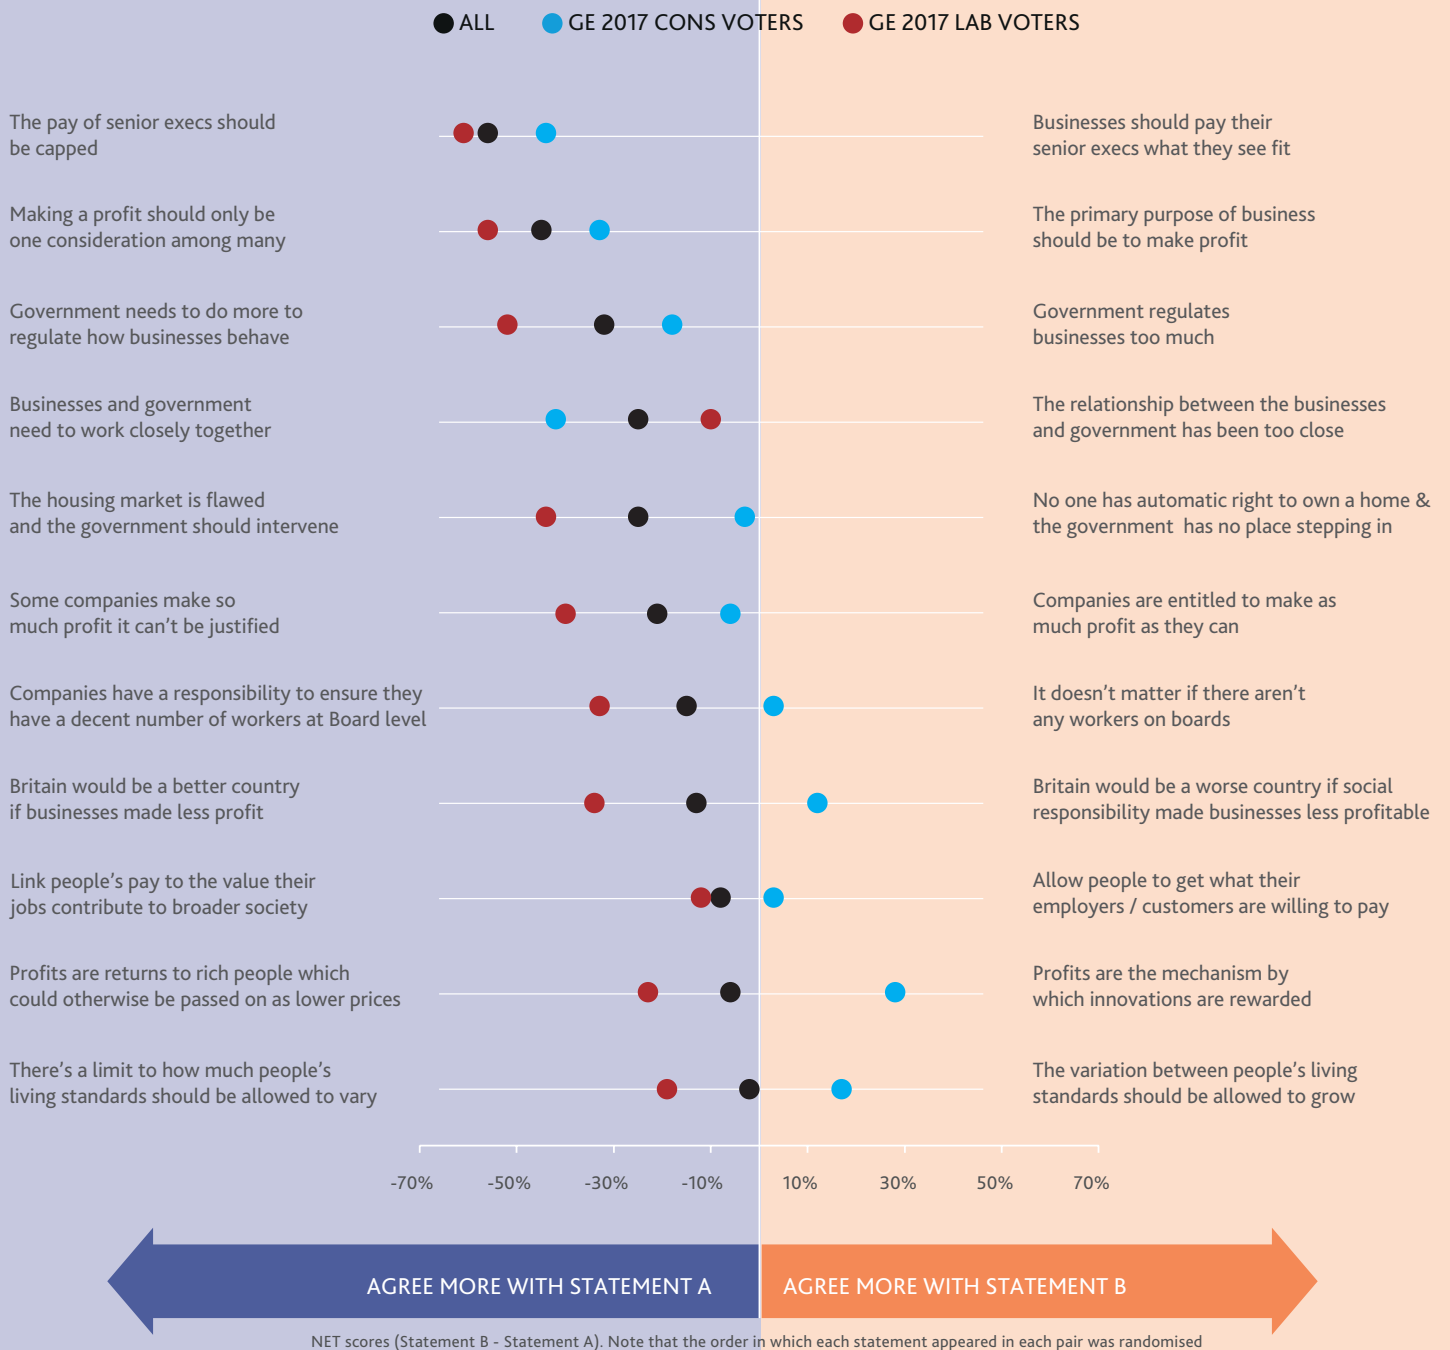 ALL GE 2017 CONS VOTERS GE 2017 LAB VOTERS
The pay of senior execs should
be capped
Businesses should pay their
senior execs what they see fit
Making a profit should only be
one consideration among many
The primary purpose of business
should be to make profit
Government needs to do more to
regulate how businesses behave
Government regulates
businesses too much
Businesses and government
need to work closely together
The relationship between the businesses
and government has been too close
The housing market is flawed
and the government should intervene
No one has automatic right to own a home &
the government  has no place stepping in
Some companies make so
much profit it can’t be justified
Companies are entitled to make as
much profit as they can
Companies have a responsibility to ensure they
have a decent number of workers at Board level
It doesn’t matter if there aren’t
any workers on boards
Britain would be a better country
if businesses made less profit
Britain would be a worse country if social
responsibility made businesses less profitable
Link people’s pay to the value their
jobs contribute to broader society
Allow people to get what their
employers / customers are willing to pay
Profits are returns to rich people which
could otherwise be passed on as lower prices
Profits are the mechanism by
which innovations are rewarded
There’s a limit to how much people’s
living standards should be allowed to vary
The variation between people’s living
standards should be allowed to grow
-70% -50% -30% -10% 10% 30% 50% 70%
AGREE MORE WITH STATEMENT A AGREE MORE WITH STATEMENT B
NET scores (Statement B - Statement A). Note that the order in which each statement appeared in each pair was randomised